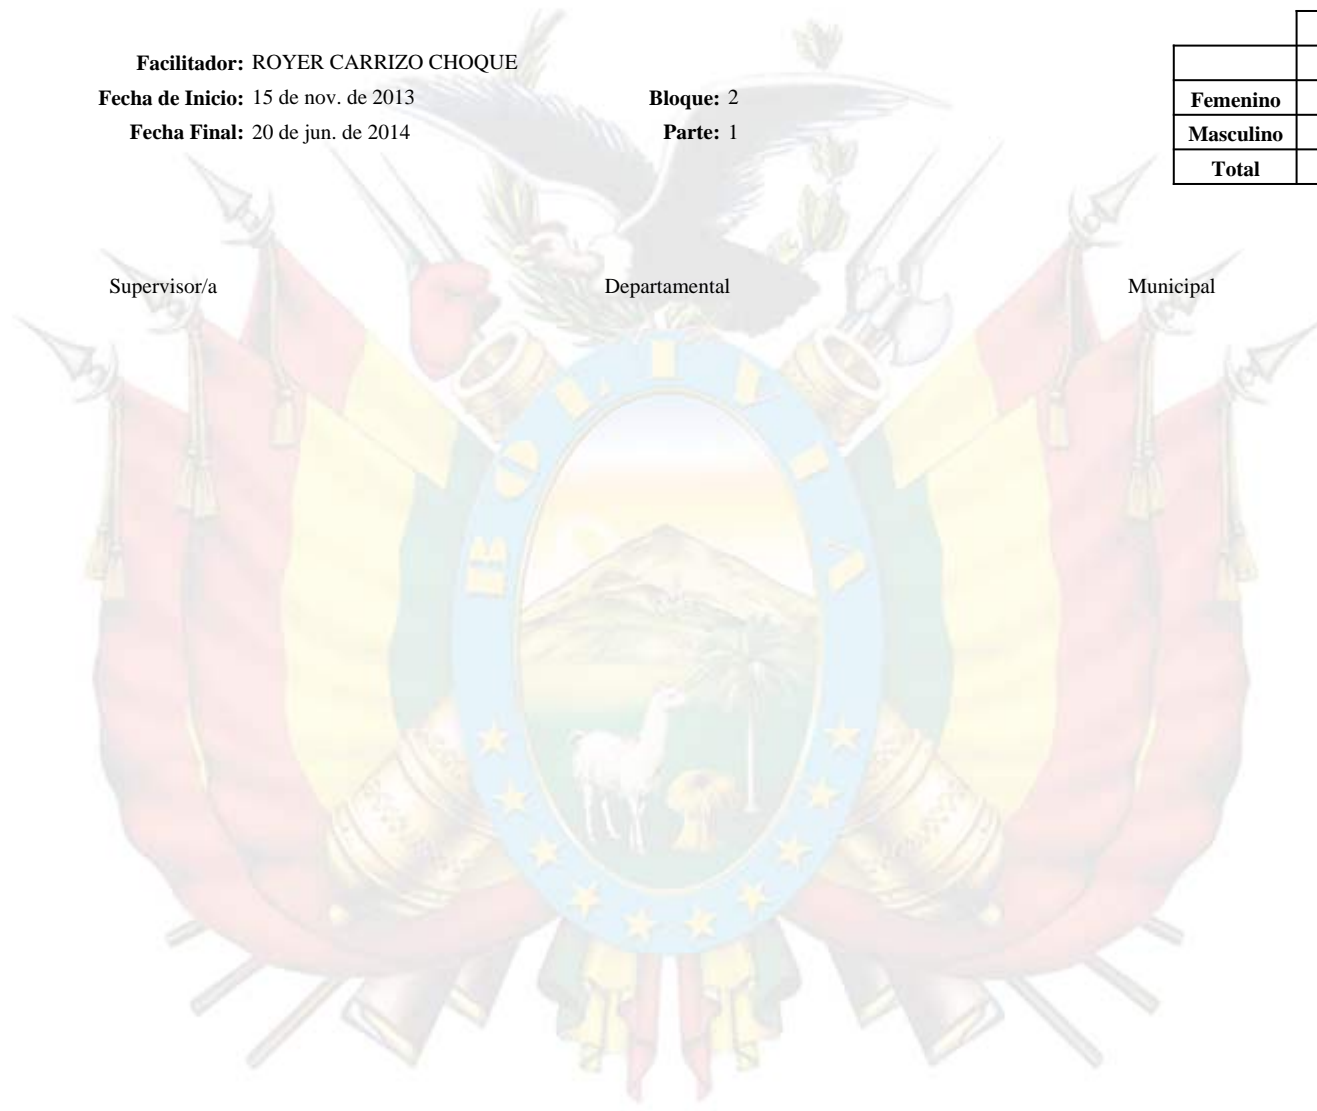 Facilitador: ROYER CARRIZO CHOQUE
Fecha de Inicio: 15 de nov. de 2013 Bloque: 2
Fecha Final: 20 de jun. de 2014 Parte: 1
Femenino
Masculino
Total
Supervisor/a Departamental Municipal
BOLIVIA